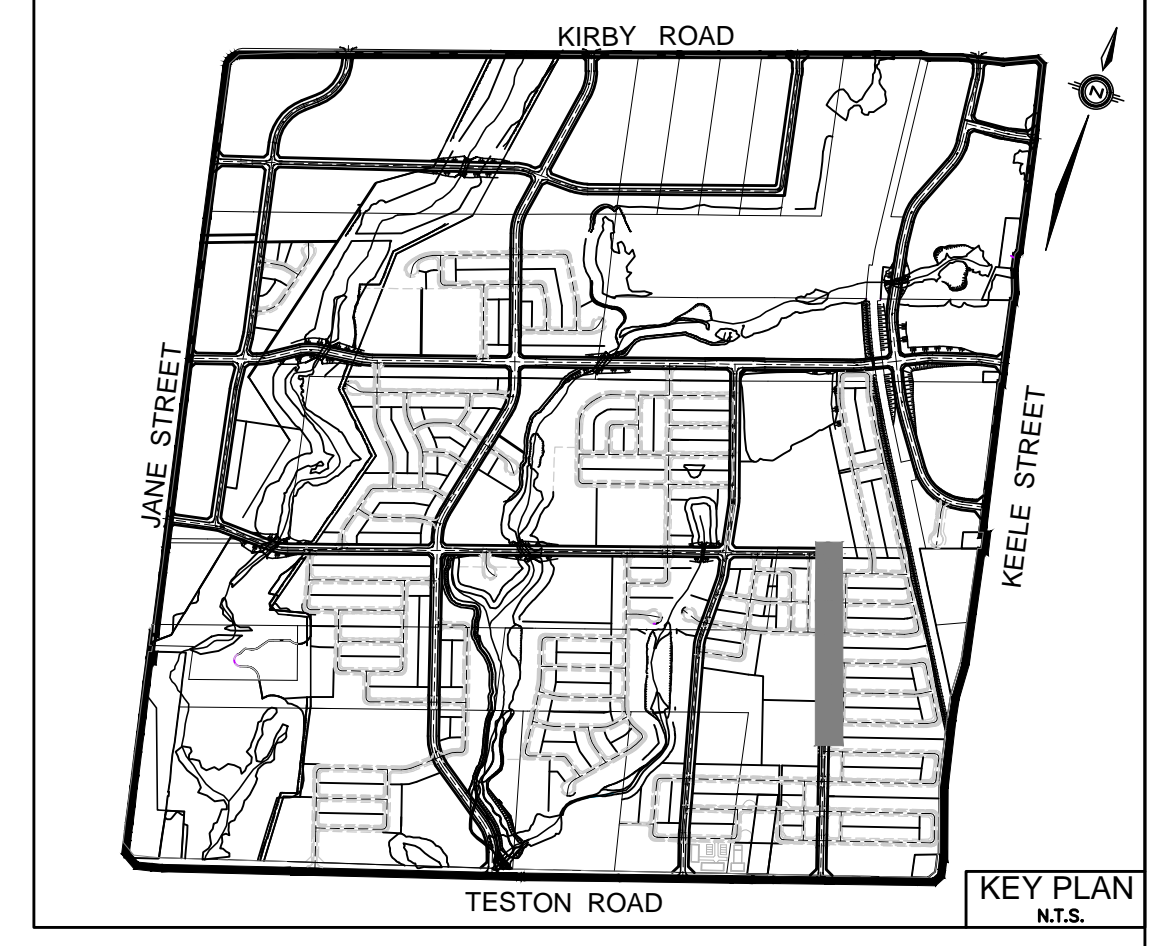 KIRBY ROAD
N
JANE STREET
KEELE STREET
TESTON ROAD
KEY PLAN
N.T.S.